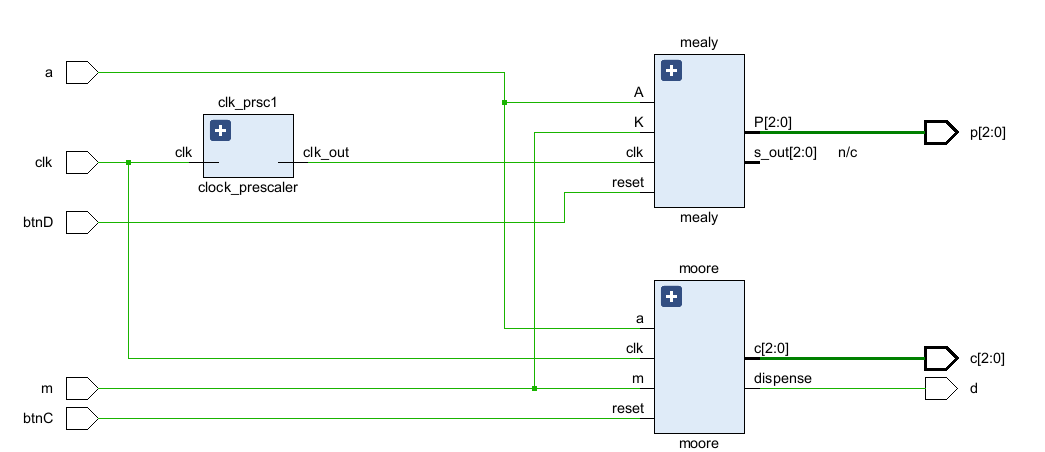 mealy
a
A
clk_prsc1
K
P[2:0]
p[2:0]
clk
clk
clk_out
clk
s_out[2:0] n/c
clock_prescaler
reset
btnD
mealy
moore
a
clk
c[2:0]
c[2:0]
m
m
dispense
d
btnC
reset
moore